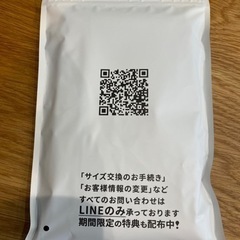 「サイズ交換のお手続き」
「お客様情報の変更」など
すべてのお問い合わせは
LINEのみ承っております
期間限定の特典も配布中！